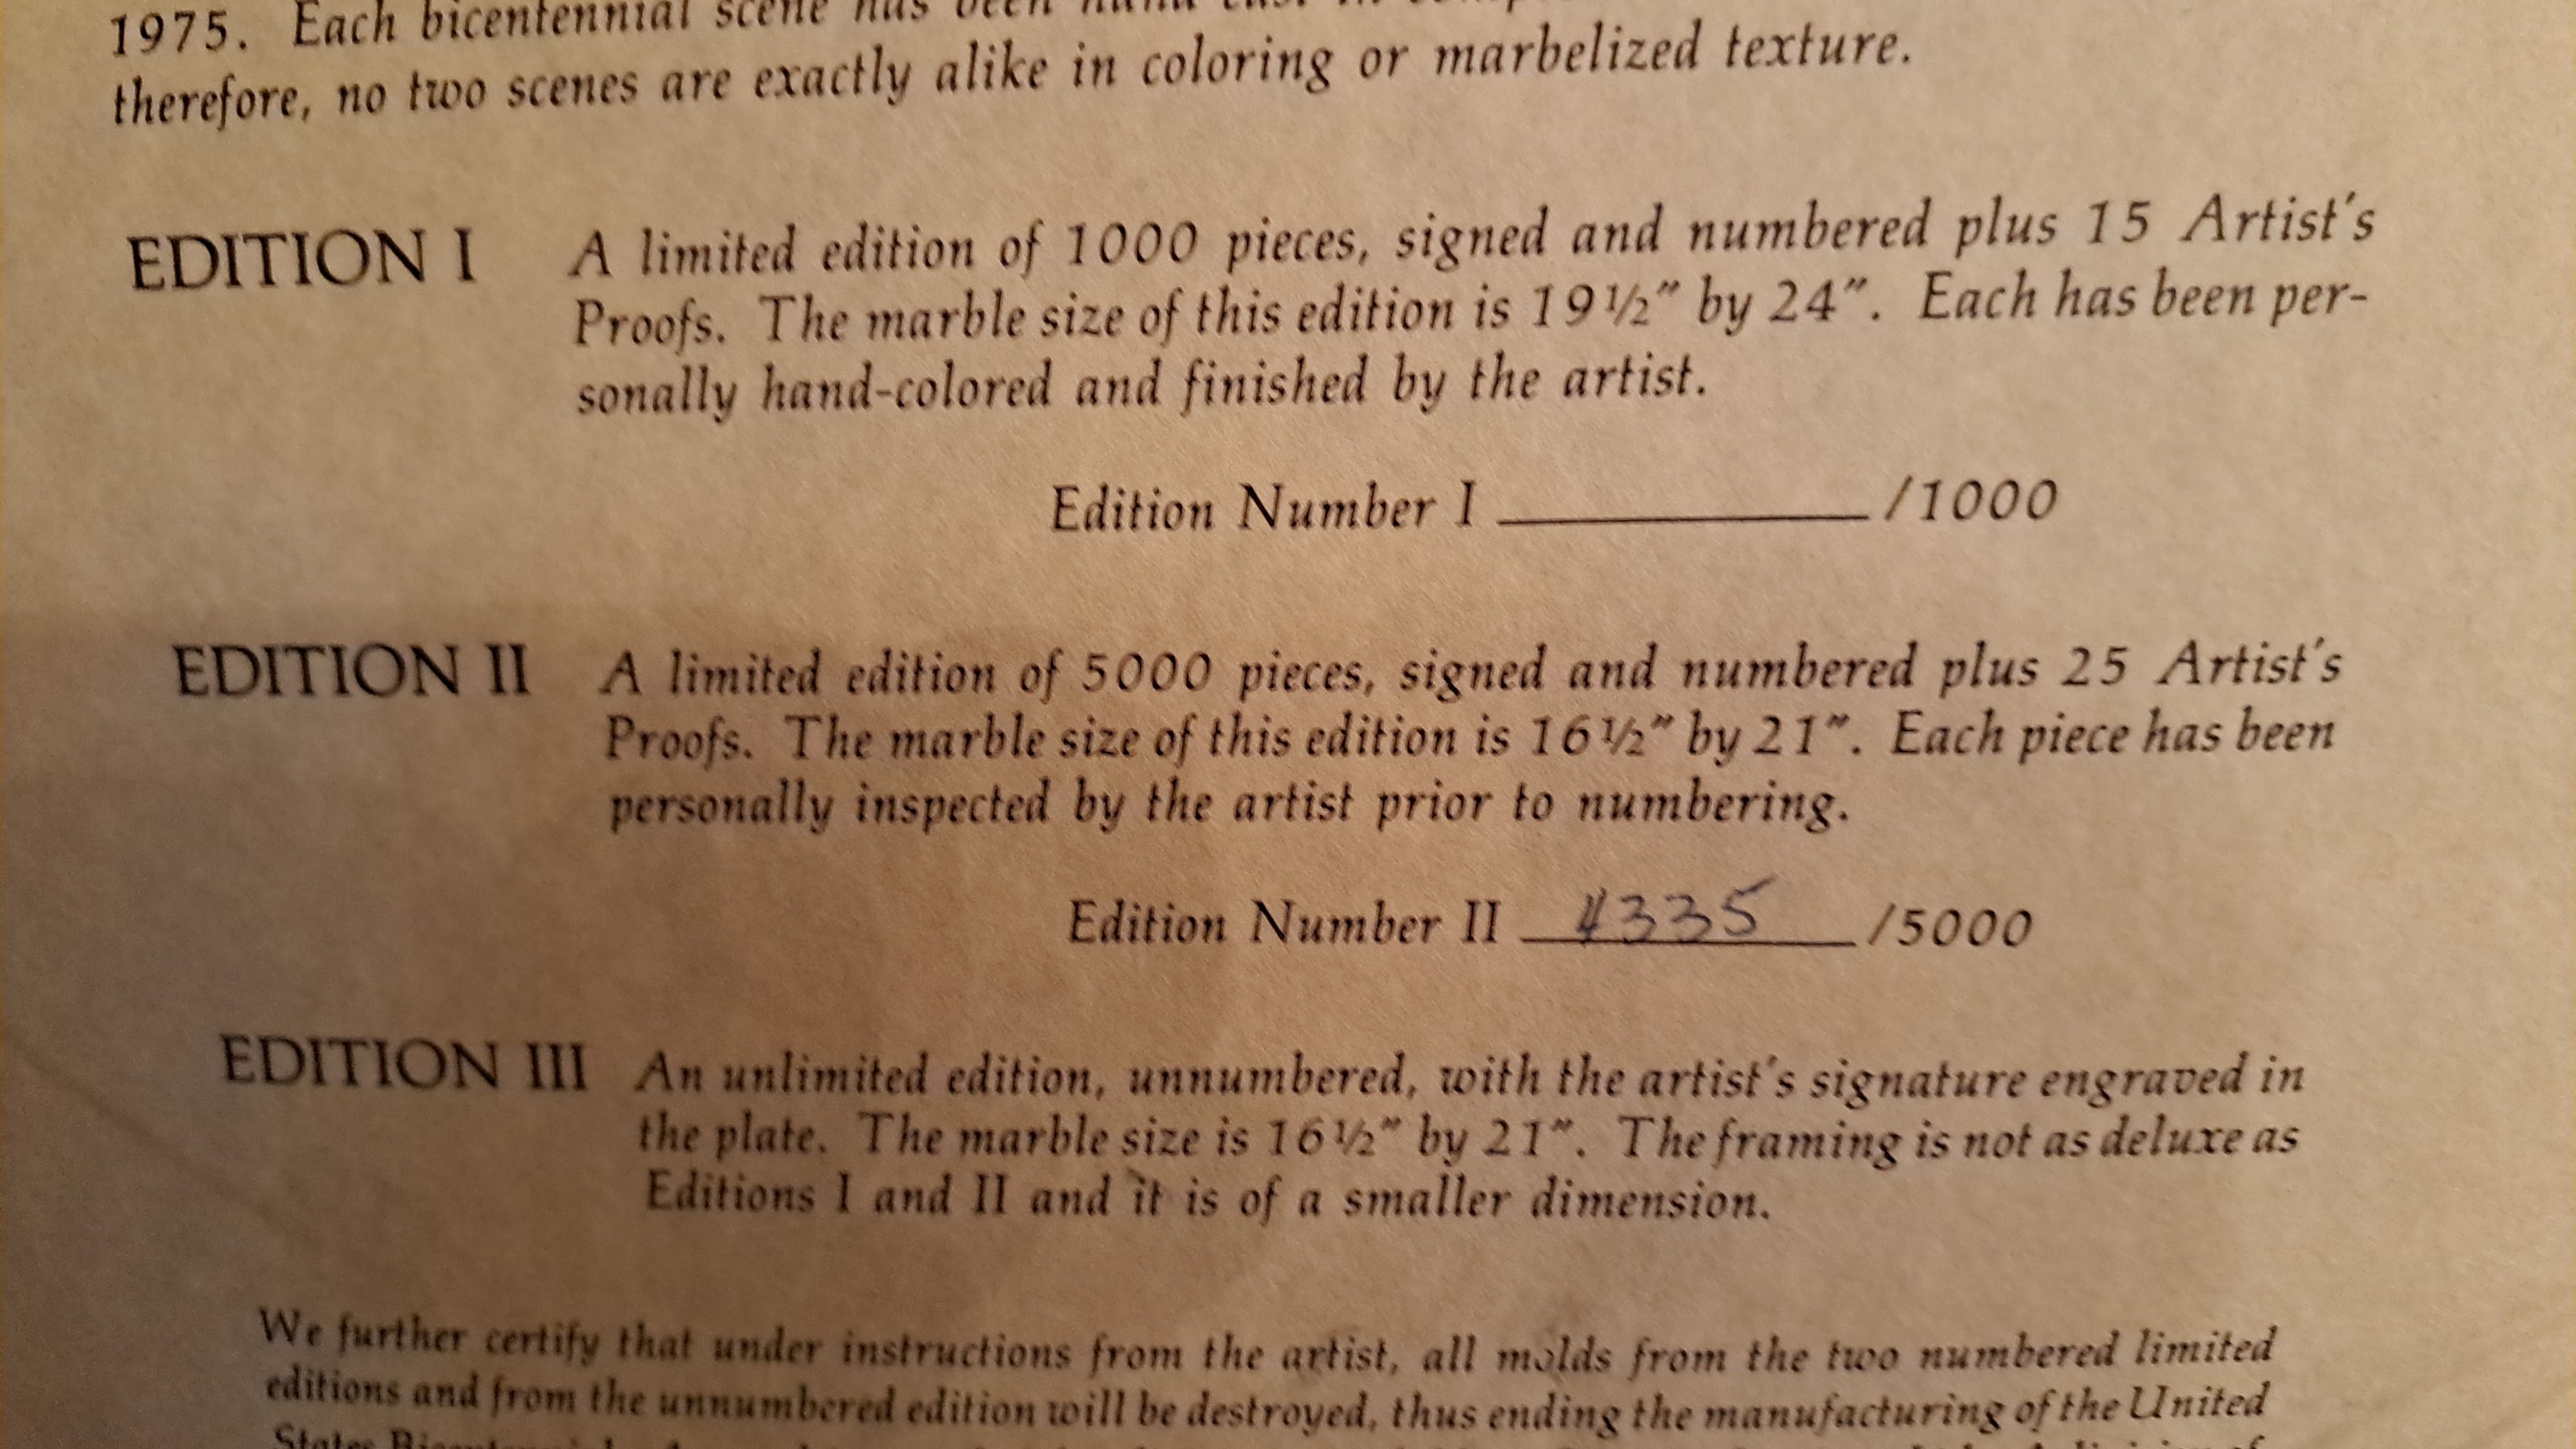 1975. Each bicentennial scene has been hand cast in
therefore, no two scenes are exactly alike in coloring or marbelized texture.
EDITION I A limited edition of 1000 pieces, signed and numbered plus 15 Artist's
Proofs. The marble size of this edition is 19½" by 24". Each has been per-
sonally hand-colored and finished by the artist.
Edition Number I /1000
EDITION II A limited edition of 5000 pieces, signed and numbered plus 25 Artist's
Proofs. The marble size of this edition is 16½" by 21". Each piece has been
personally inspected by the artist prior to numbering.
Edition Number II 4335 /5000
EDITION III An unlimited edition, unnumbered, with the artist's signature engraved in
the plate. The marble size is 16½" by 21". The framing is not as deluxe as
Editions I and II and it is of a smaller dimension.
We further certify that under instructions from the artist, all molds from the two numbered limited
editions and from the unnumbered edition will be destroyed, thus ending the manufacturing of the United
States